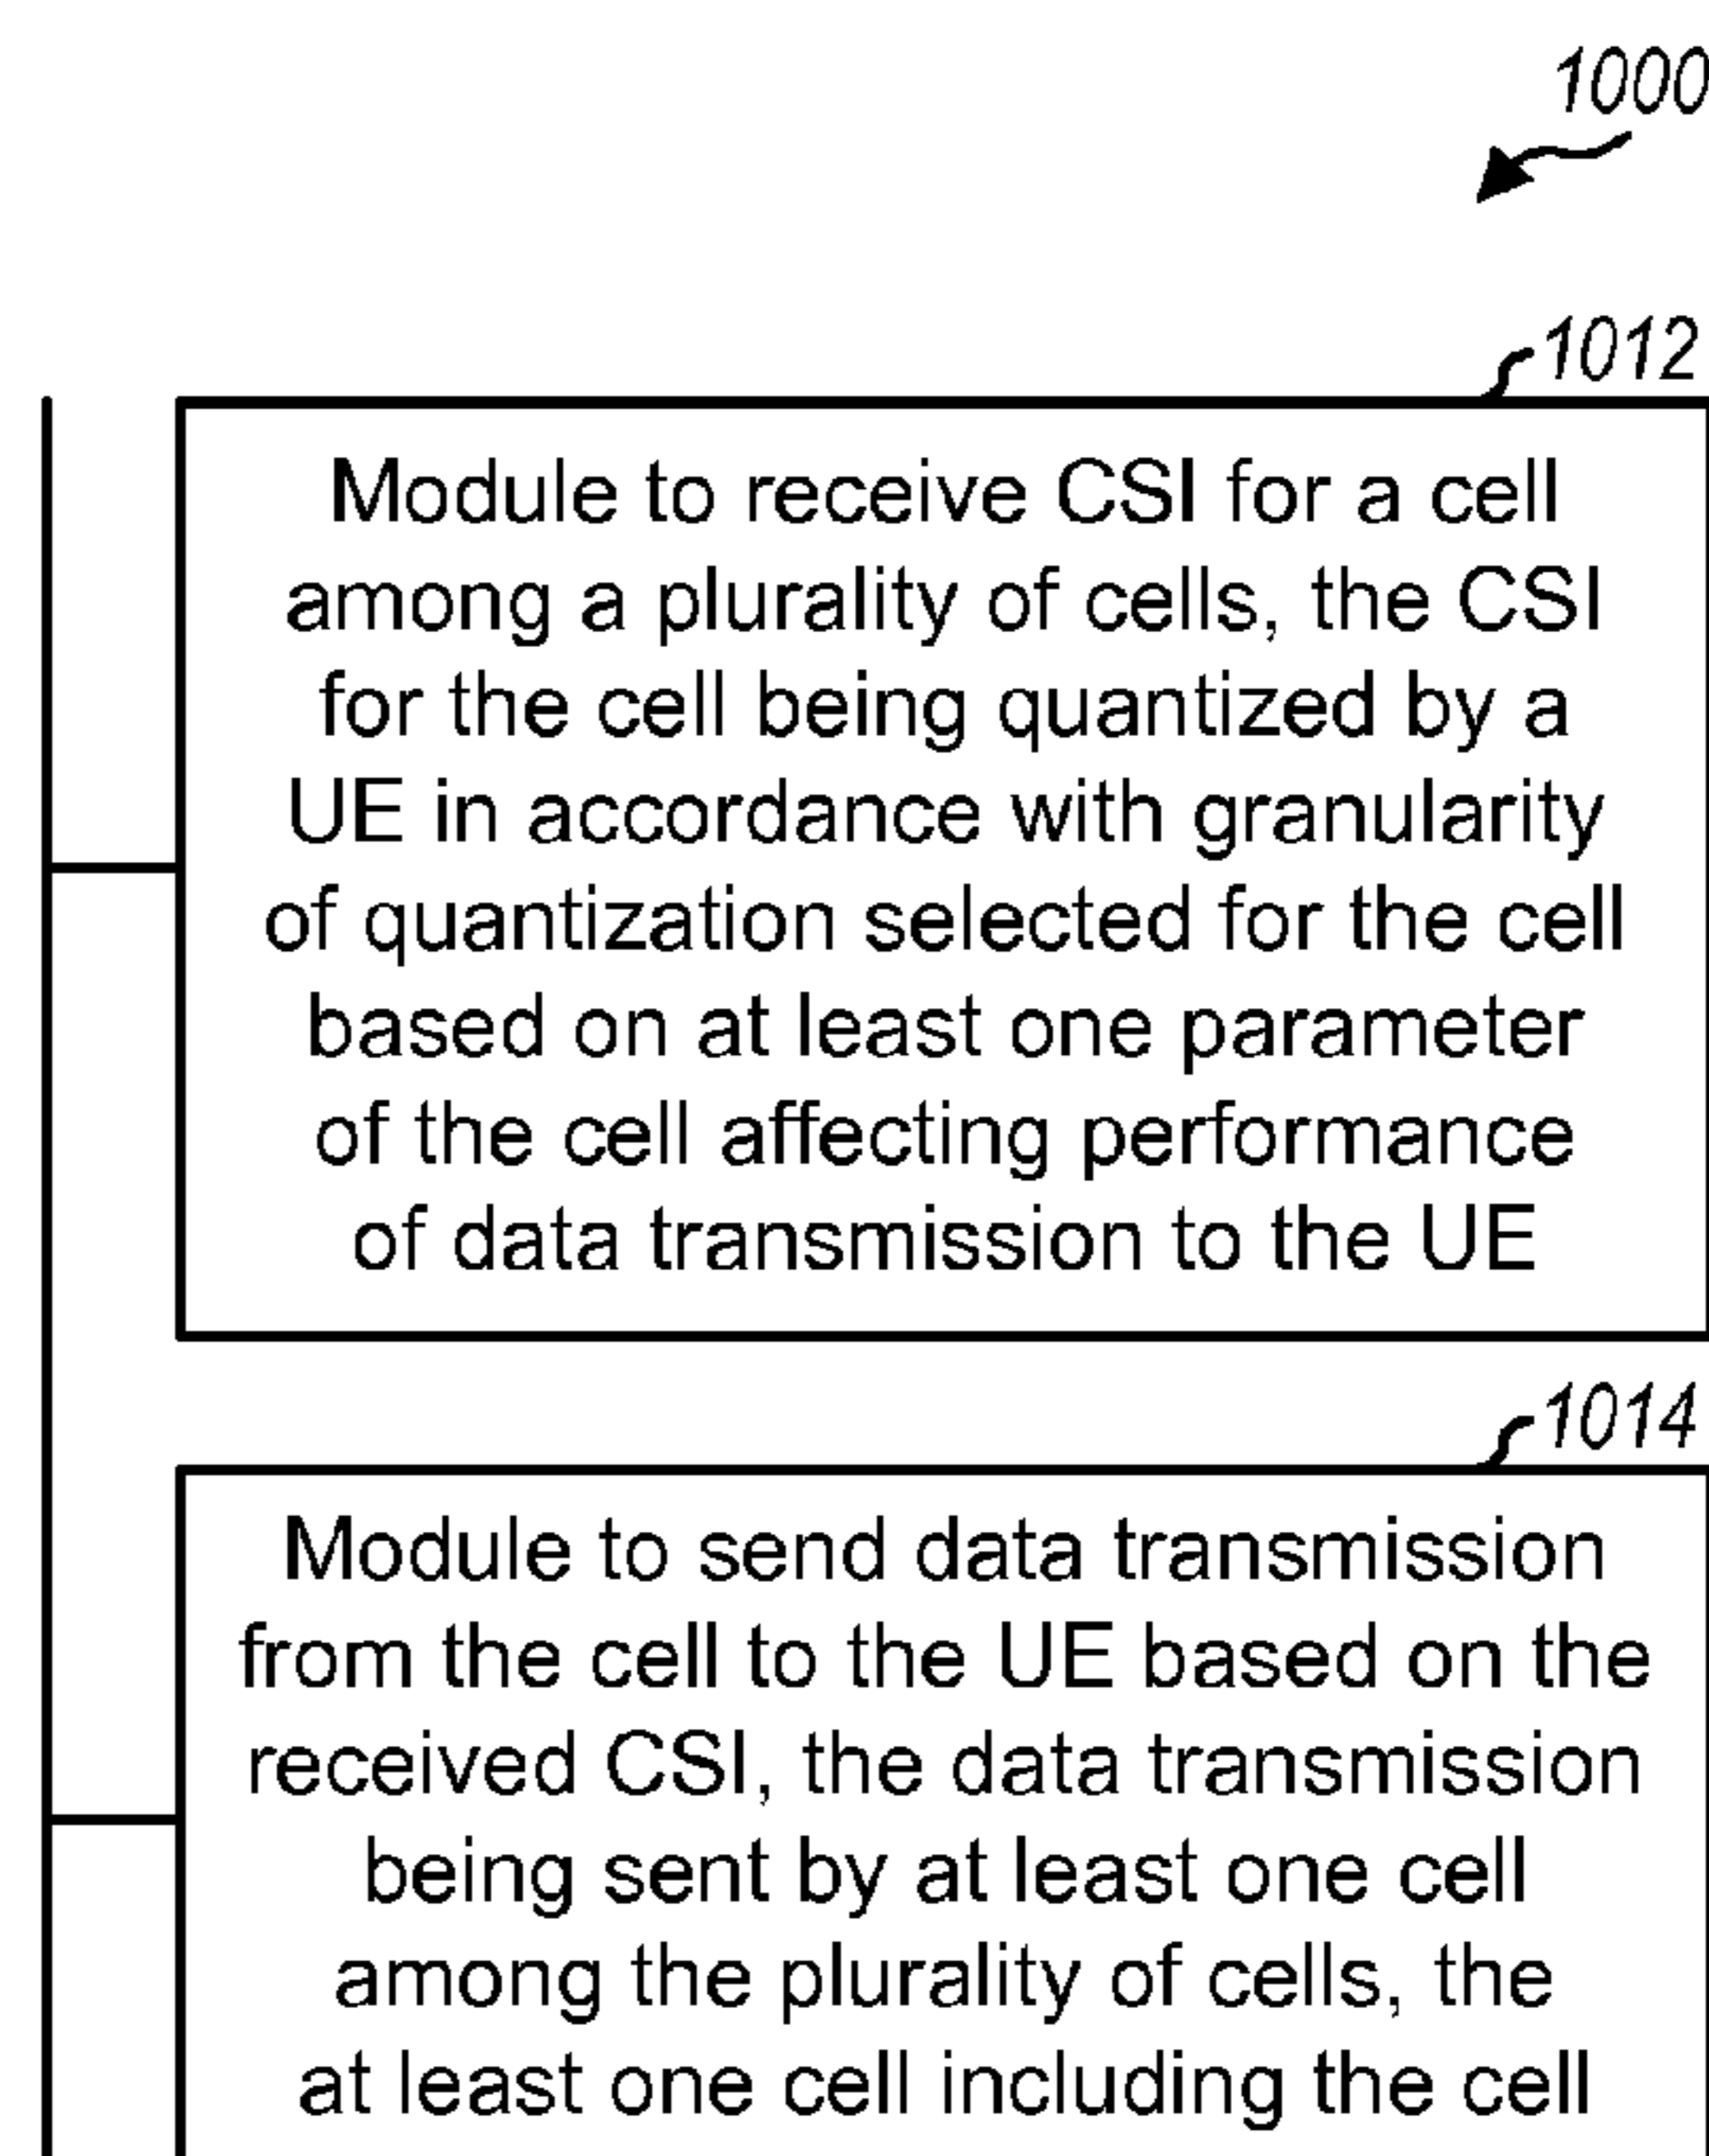 1000
1012
Module to receive CSI for a cell
among a plurality of cells, the CSI
for the cell being quantized by a
UE in accordance with granularity
of quantization selected for the cell
based on at least one parameter
of the cell affecting performance
of data transmission to the UE
1014
Module to send data transmission
from the cell to the UE based on the
received CSI, the data transmission
being sent by at least one cell
among the plurality of cells, the
at least one cell including the cell